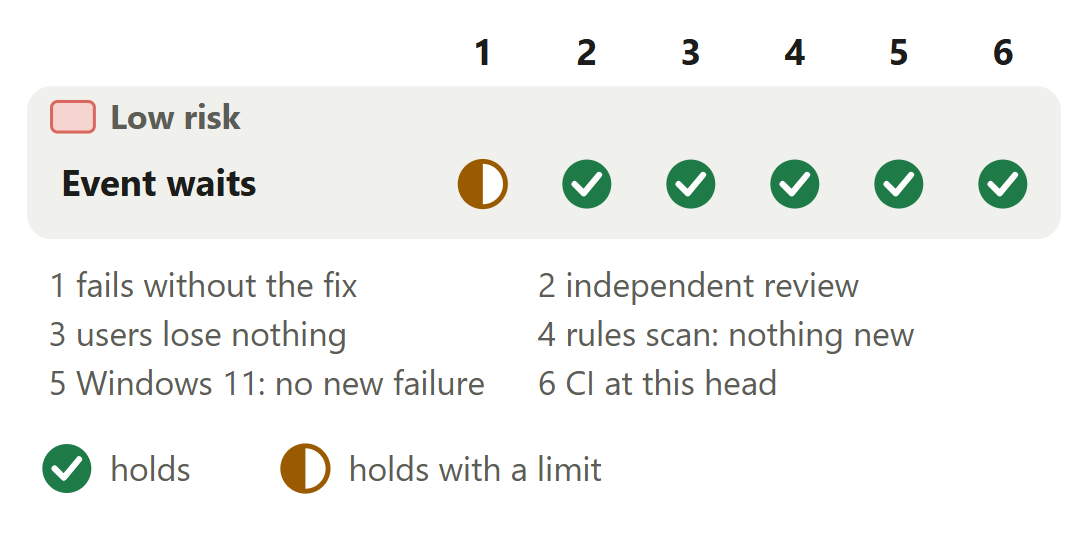 1 2 3 4 5 6
Low risk
Event waits
1 fails without the fix
2 independent review
3 users lose nothing
4 rules scan: nothing new
5 Windows 11: no new failure
6 CI at this head
holds
holds with a limit